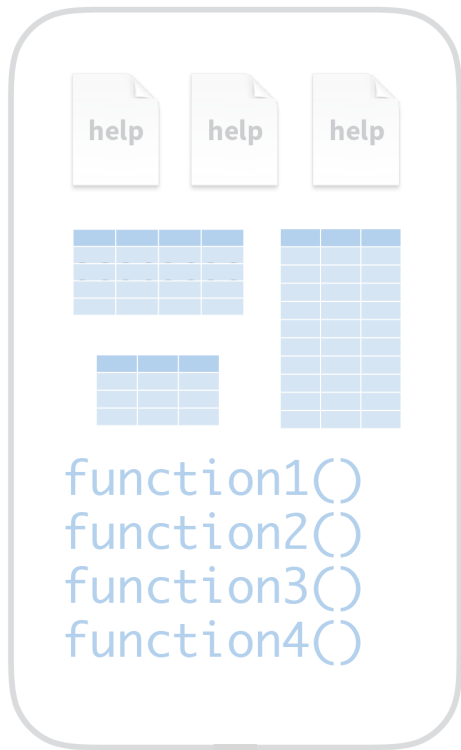 help help help
function1()
function2()
function3()
function4()